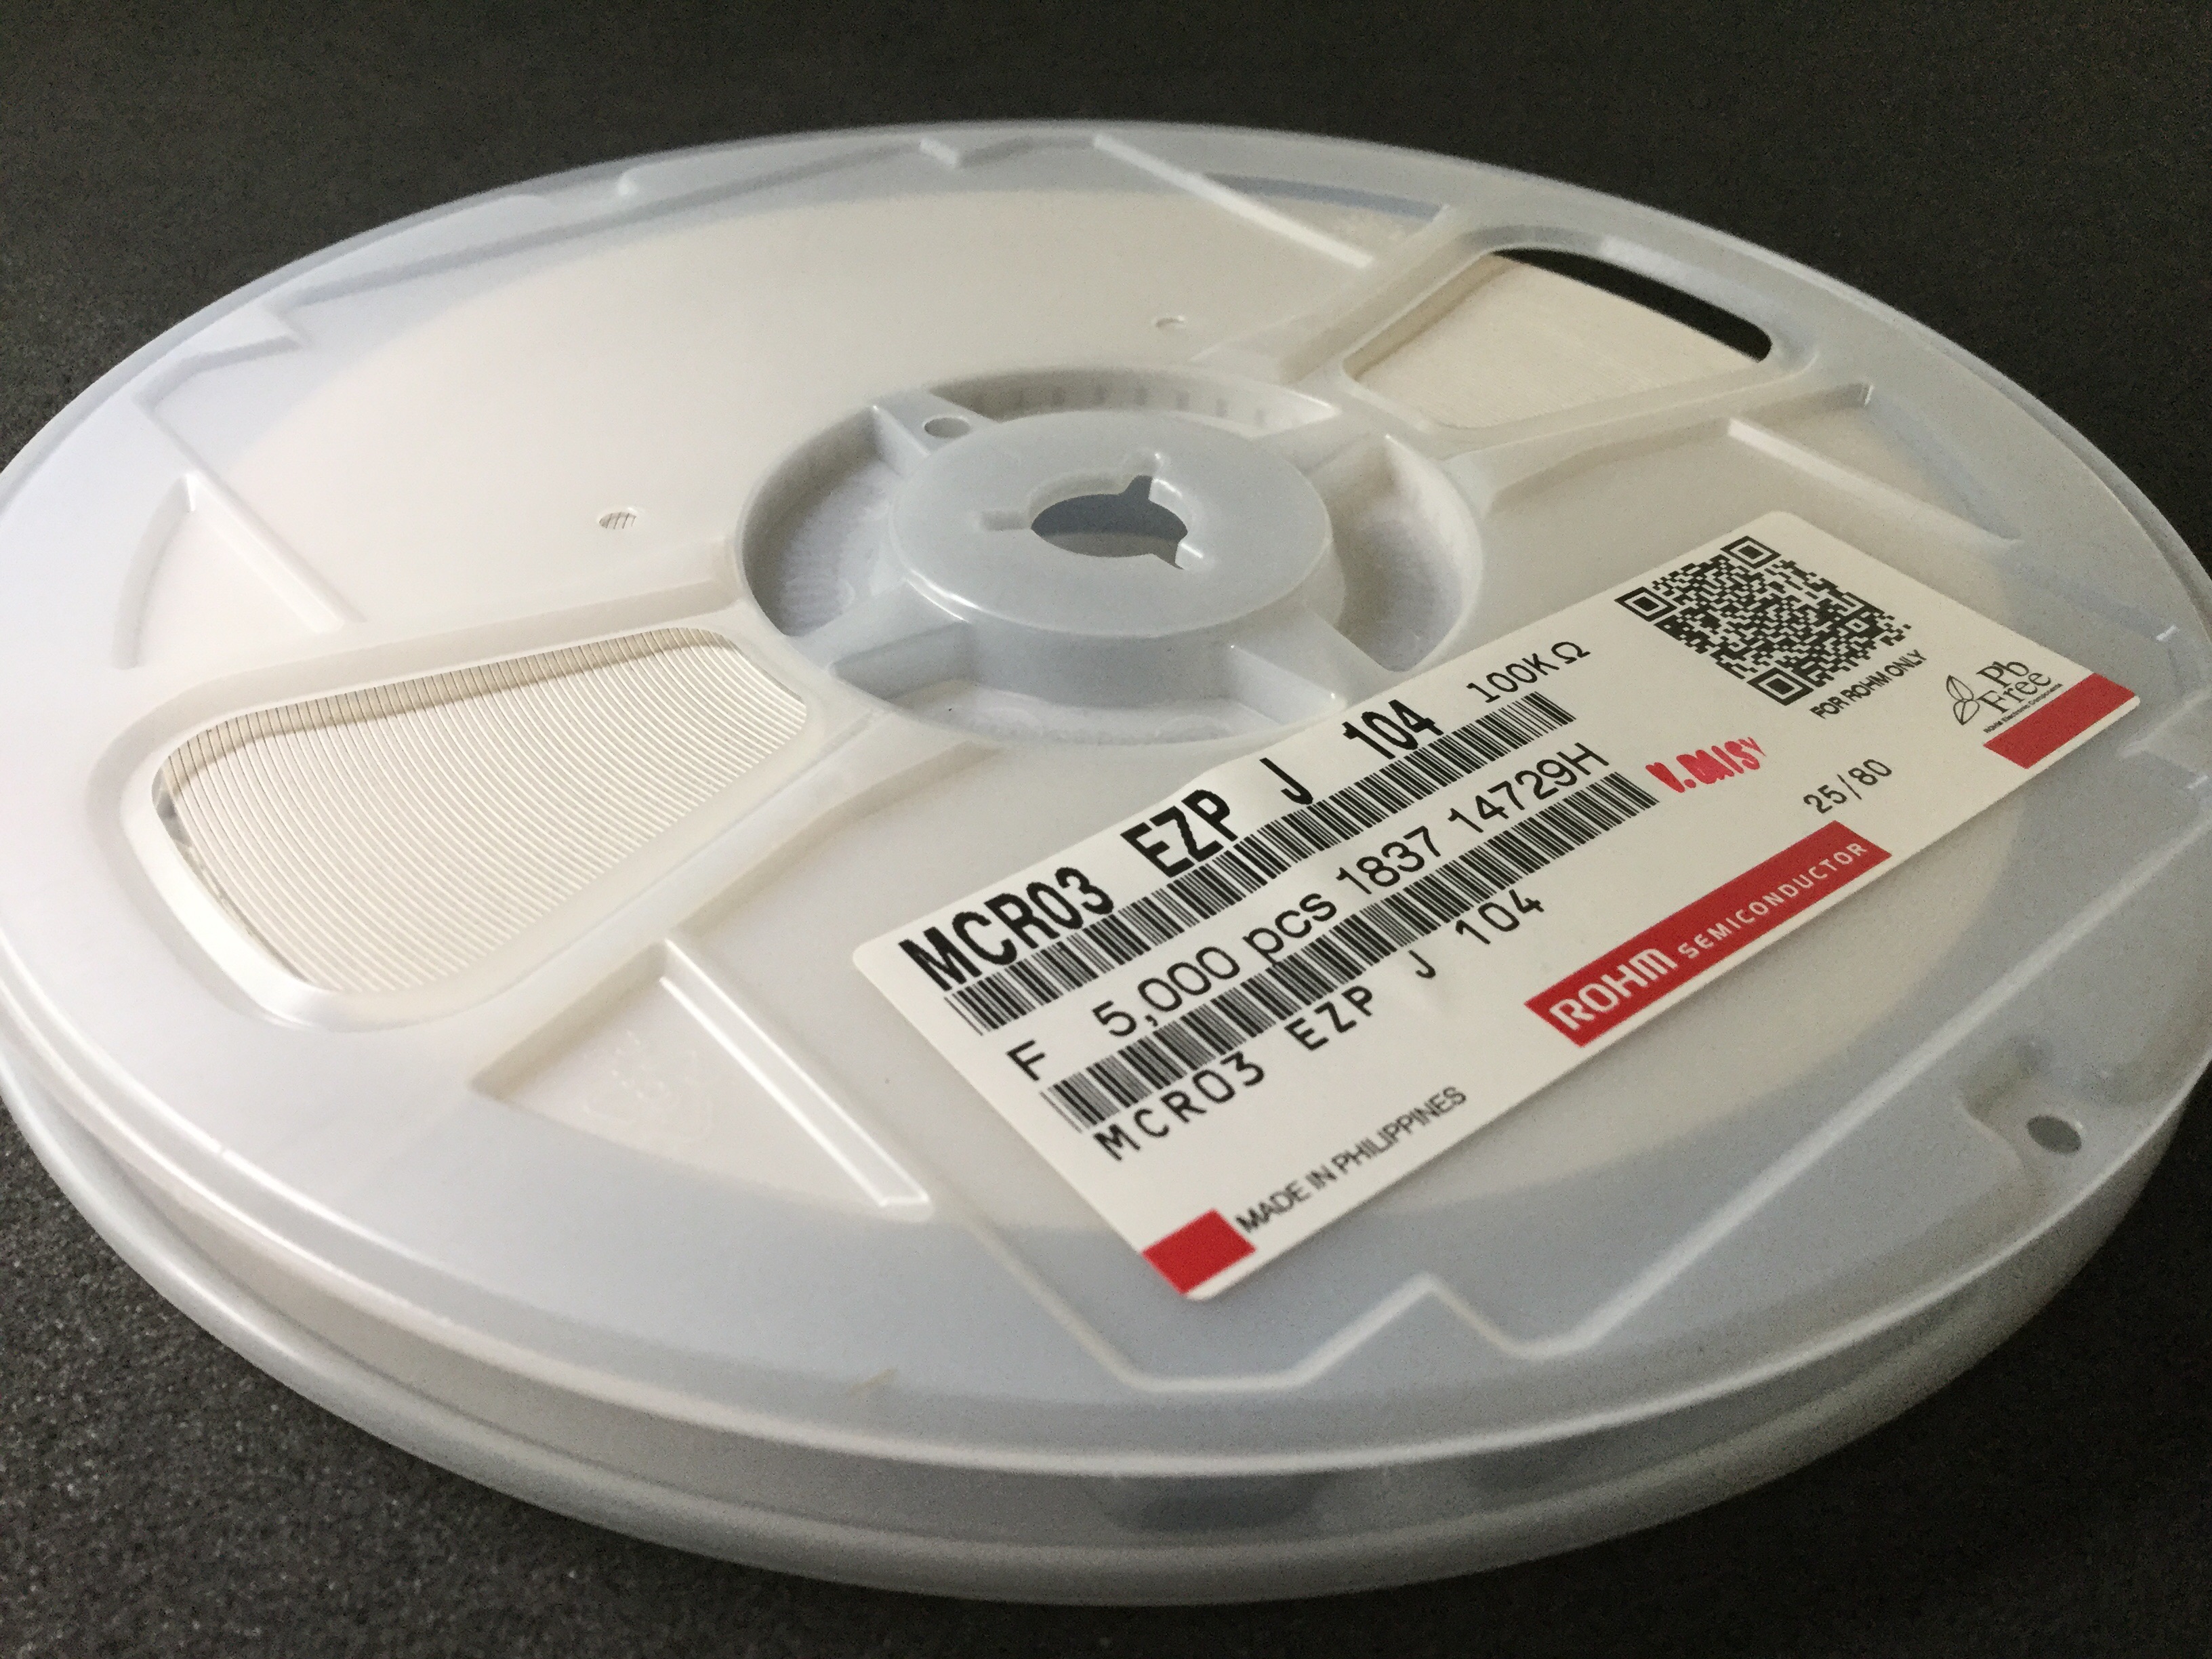 MCR03 EZP J 104 100KΩ
F 5,000 pcs 1837 14729H
MCR03 EZP J 104
V. DAISY
25/80
FOR ROHM ONLY
Pb
Free
ROHM SEMICONDUCTOR
MADE IN PHILIPPINES